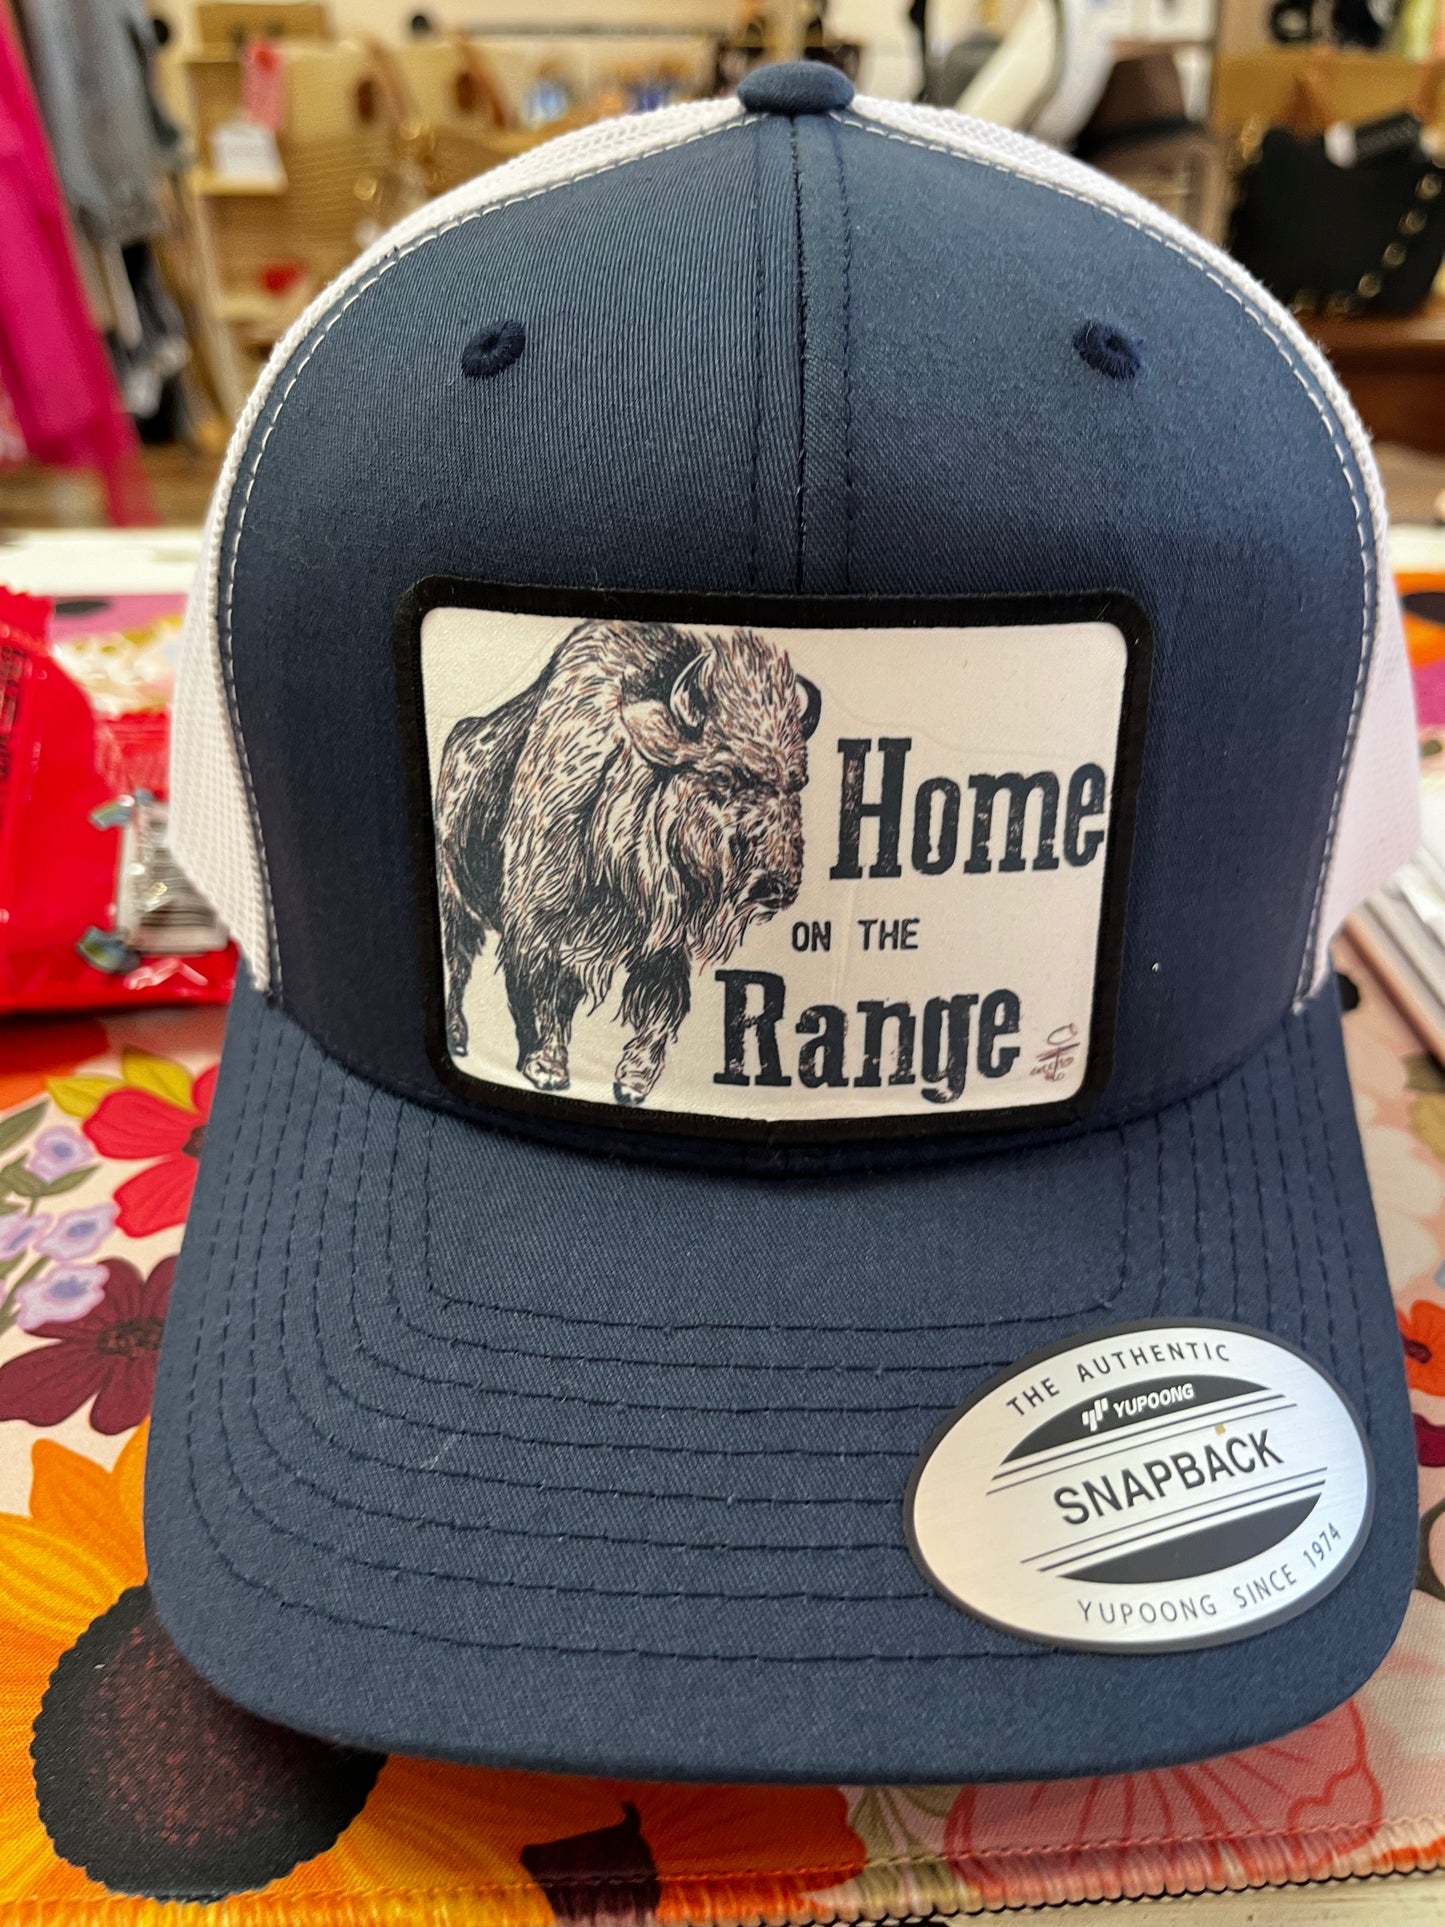 Home
ON THE
Range
THE AUTHENTIC
YUPOONG
SNAPBACK
YUPOONG SINCE 1974